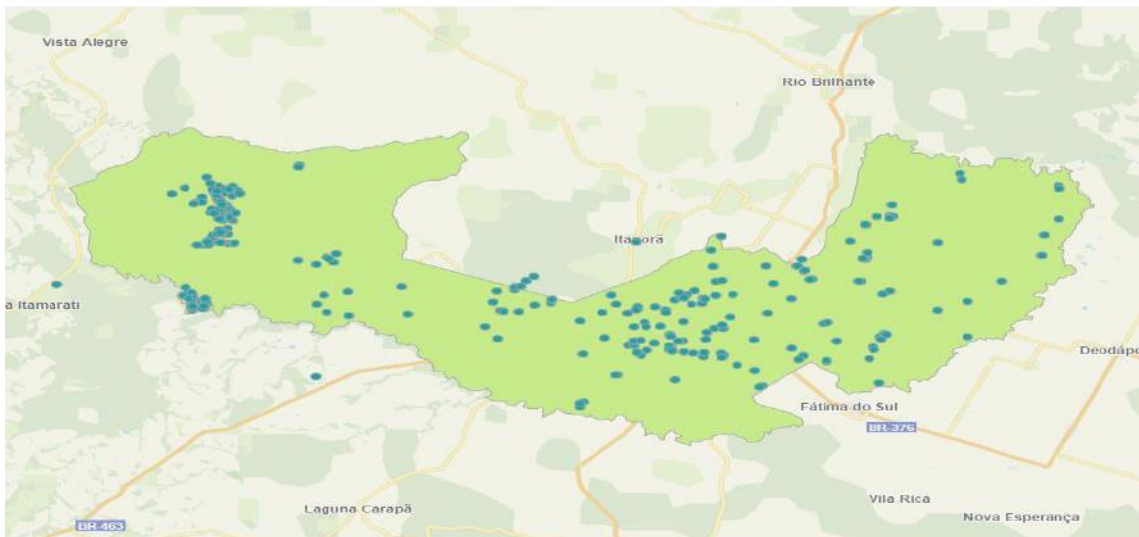 Vista Alegre
Rio Brilhante
Itaporã
a Itamarati
Deodápo
Fátima do Sul
BR-376
Vila Rica
Laguna Carapã
Nova Esperança
BR-463